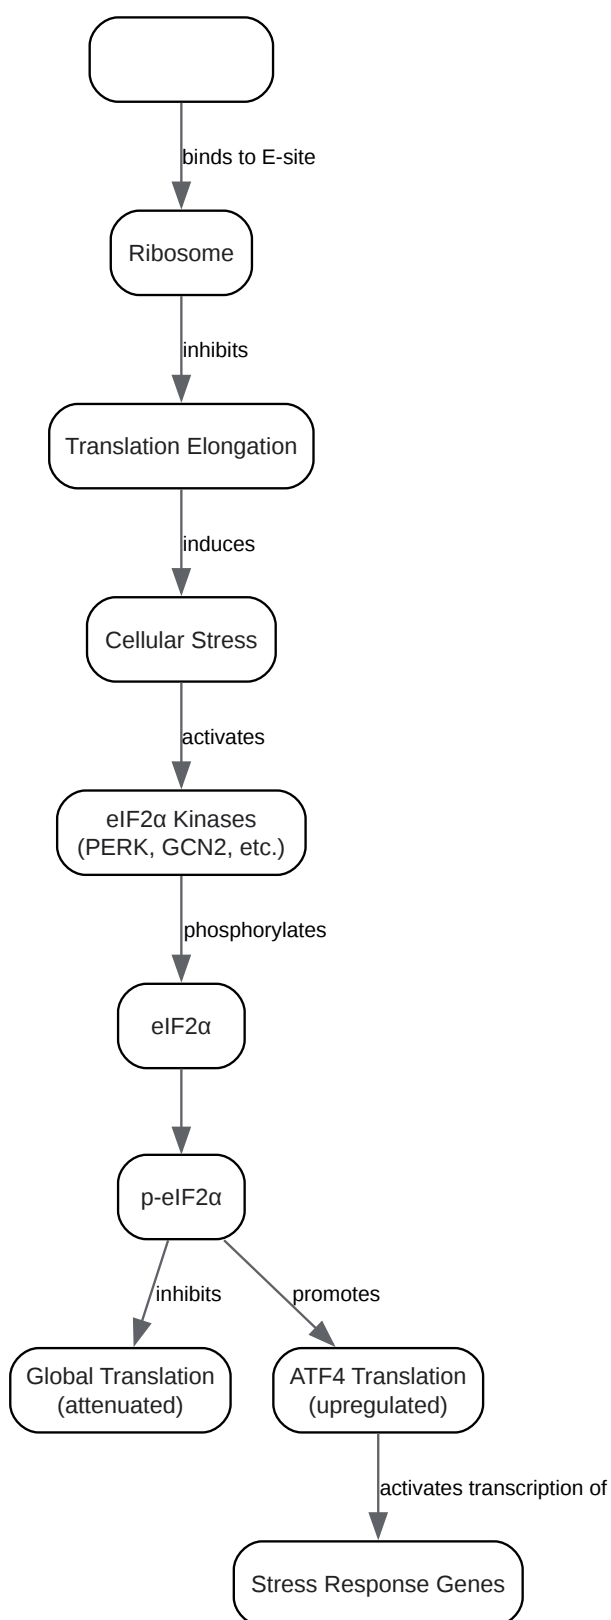 binds to E-site
Ribosome
inhibits
Translation Elongation
induces
Cellular Stress
activates
eIF2α Kinases
(PERK, GCN2, etc.)
phosphorylates
eIF2α
p-eIF2α
inhibits
promotes
Global Translation
(attenuated)
ATF4 Translation
(upregulated)
activates transcription of
Stress Response Genes